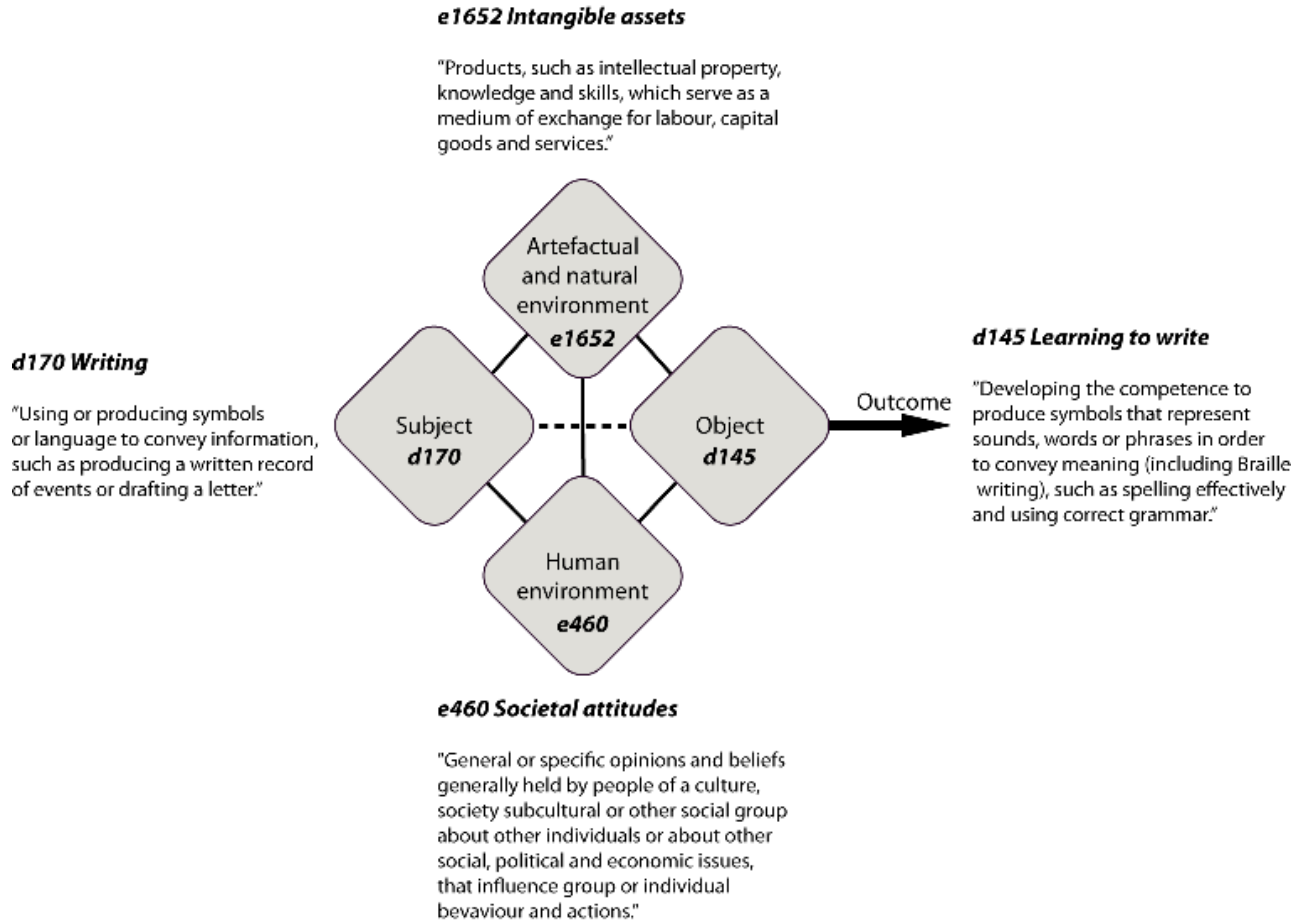 e1652 Intangible assets
"Products, such as intellectual property,
knowledge and skills, which serve as a
medium of exchange for labour, capital
goods and services."
Artefactual
and natural
environment
e1652
d170 Writing
"Using or producing symbols
or language to convey information,
such as producing a written record
of events or drafting a letter."
Subject
d170
Object
d145
Outcome
d145 Learning to write
"Developing the competence to
produce symbols that represent
sounds, words or phrases in order
to convey meaning (including Braille
writing), such as spelling effectively
and using correct grammar."
Human
environment
e460
e460 Societal attitudes
"General or specific opinions and beliefs
generally held by people of a culture,
society subcultural or other social group
about other individuals or about other
social, political and economic issues,
that influence group or individual
bevaviour and actions."